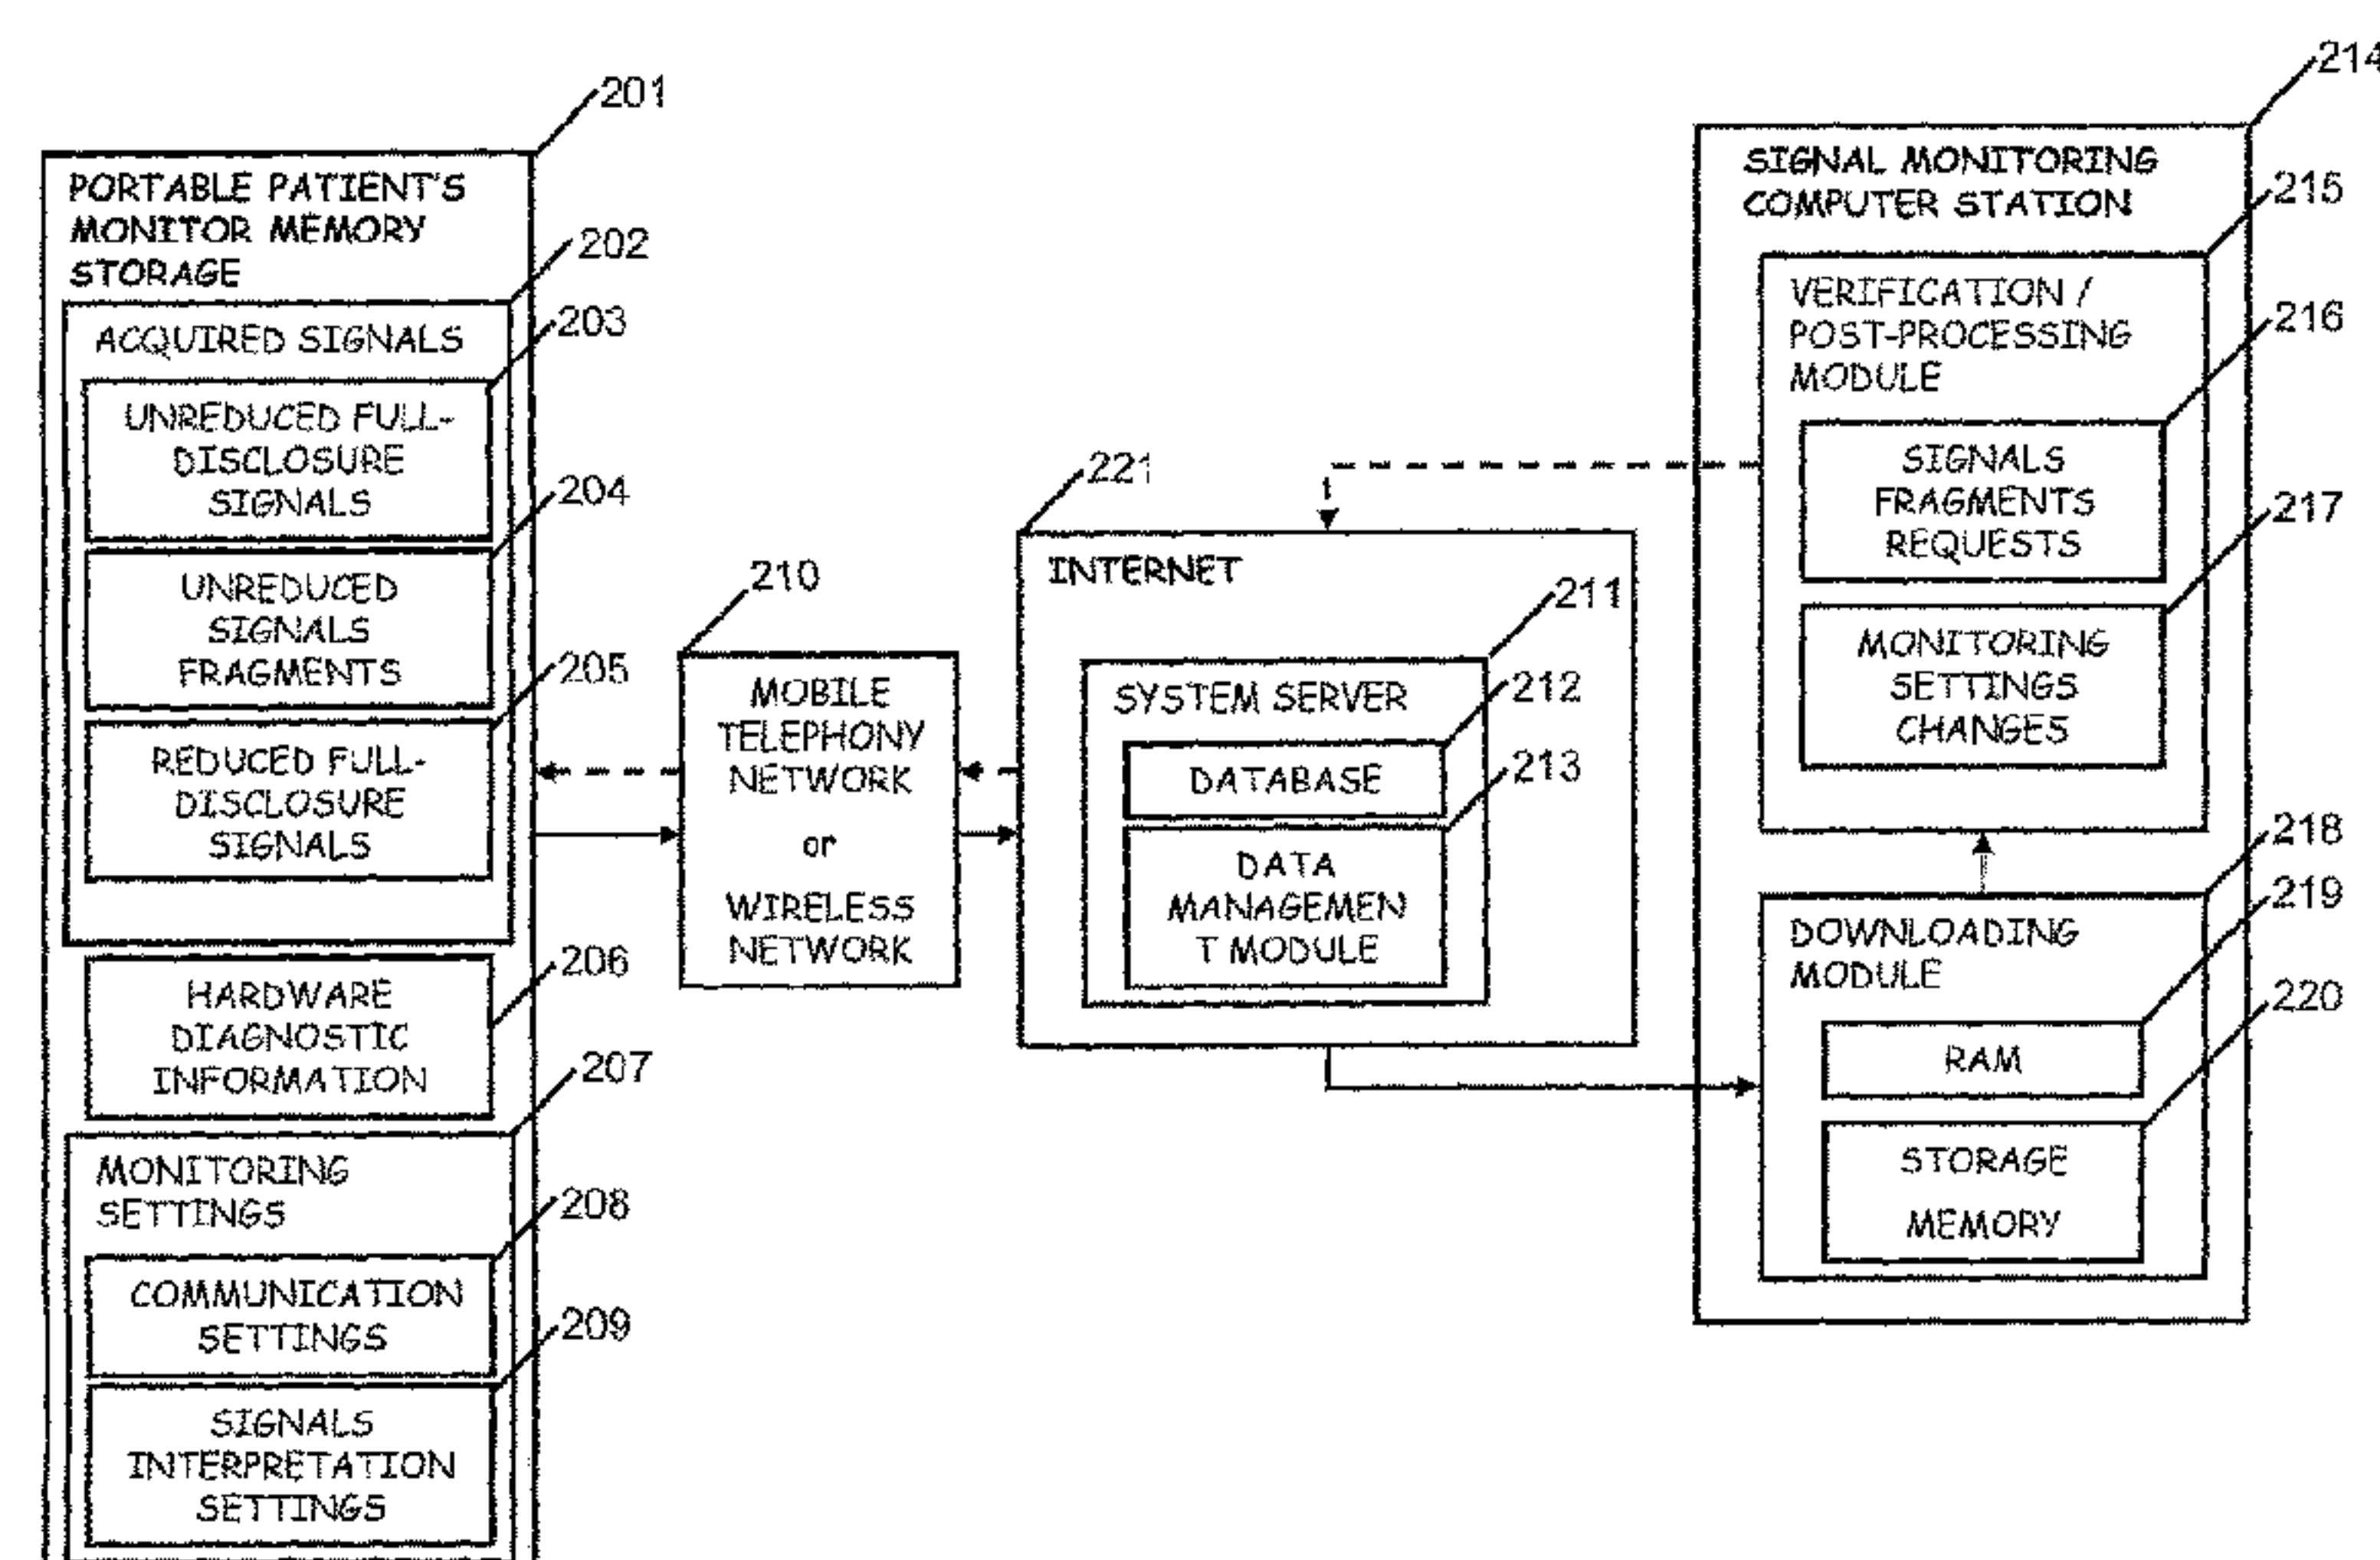 201
PORTABLE PATIENT'S
MONITOR MEMORY
STORAGE
202
ACQUIRED SIGNALS
203
UNREDUCED FULL-
DISCLOSURE
SIGNALS
204
UNREDUCED
SIGNALS
FRAGMENTS
205
REDUCED FULL-
DISCLOSURE
SIGNALS
206
HARDWARE
DIAGNOSTIC
INFORMATION
207
MONITORING
SETTINGS
208
COMMUNICATION
SETTINGS
209
SIGNALS
INTERPRETATION
SETTINGS
210
MOBILE
TELEPHONY
NETWORK
or
WIRELESS
NETWORK
221
INTERNET
211
SYSTEM SERVER
212
DATABASE
213
DATA
MANAGEMEN
T MODULE
214
SIGNAL MONITORING
COMPUTER STATION
215
VERIFICATION /
POST-PROCESSING
MODULE
216
SIGNALS
FRAGMENTS
REQUESTS
217
MONITORING
SETTINGS
CHANGES
218
DOWNLOADING
MODULE
219
RAM
220
STORAGE
MEMORY